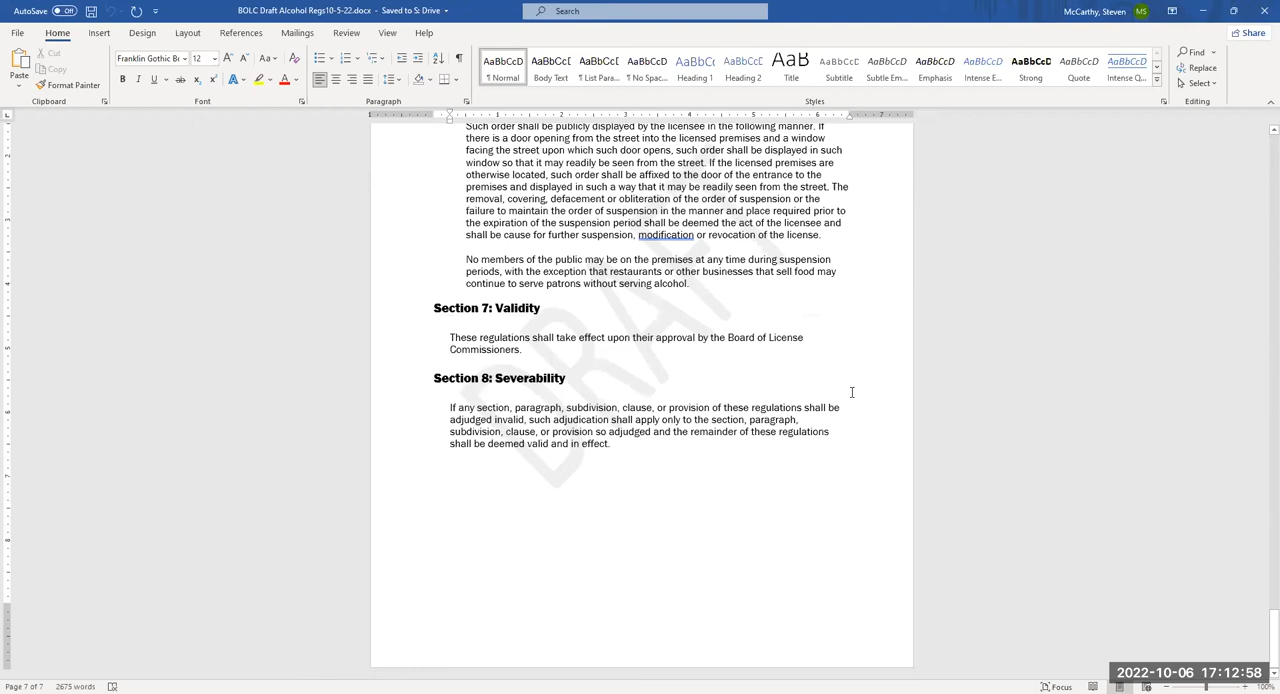 AutoSave Off
BOLC Draft Alcohol Regs10-5-22.docx - Saved to S: Drive
Search
McCarthy, Steven MS
File Home Insert Design Layout References Mailings Review View Help
Share
Paste
Cut
Copy
Format Painter
Clipboard
Franklin Gothic B 12
Font
Paragraph
AaBbCcD AaBbCcD AaBbCcD AaBbCcD AaBbC AaBbCcD AaB AaBbCcD AaBbCcD AaBbCcD AaBbCcD AaBbCcD AaBbCcD AaBbCcD
¶ Normal Body Text ¶ List Para... ¶ No Spac... Heading 1 Heading 2 Title Subtitle Subtle Em... Emphasis Intense E... Strong Quote Intense Q...
Styles
Find
Replace
Select
Editing
Such order shall be publicly displayed by the licensee in the following manner. If
there is a door opening from the street into the licensed premises and a window
facing the street upon which such door opens, such order shall be displayed in such
window so that it may readily be seen from the street. If the licensed premises are
otherwise located, such order shall be affixed to the door of the entrance to the
premises and displayed in such a way that it may be readily seen from the street. The
removal, covering, defacement or obliteration of the order of suspension or the
failure to maintain the order of suspension in the manner and place required prior to
the expiration of the suspension period shall be deemed the act of the licensee and
shall be cause for further suspension, modification or revocation of the license.
No members of the public may be on the premises at any time during suspension
periods, with the exception that restaurants or other businesses that sell food may
continue to serve patrons without serving alcohol.
Section 7: Validity
These regulations shall take effect upon their approval by the Board of License
Commissioners.
Section 8: Severability
If any section, paragraph, subdivision, clause, or provision of these regulations shall be
adjudged invalid, such adjudication shall apply only to the section, paragraph,
subdivision, clause, or provision so adjudged and the remainder of these regulations
shall be deemed valid and in effect.
DRAFT
2022-10-06 17:12:58
Page 7 of 7 2675 words
Focus
100%